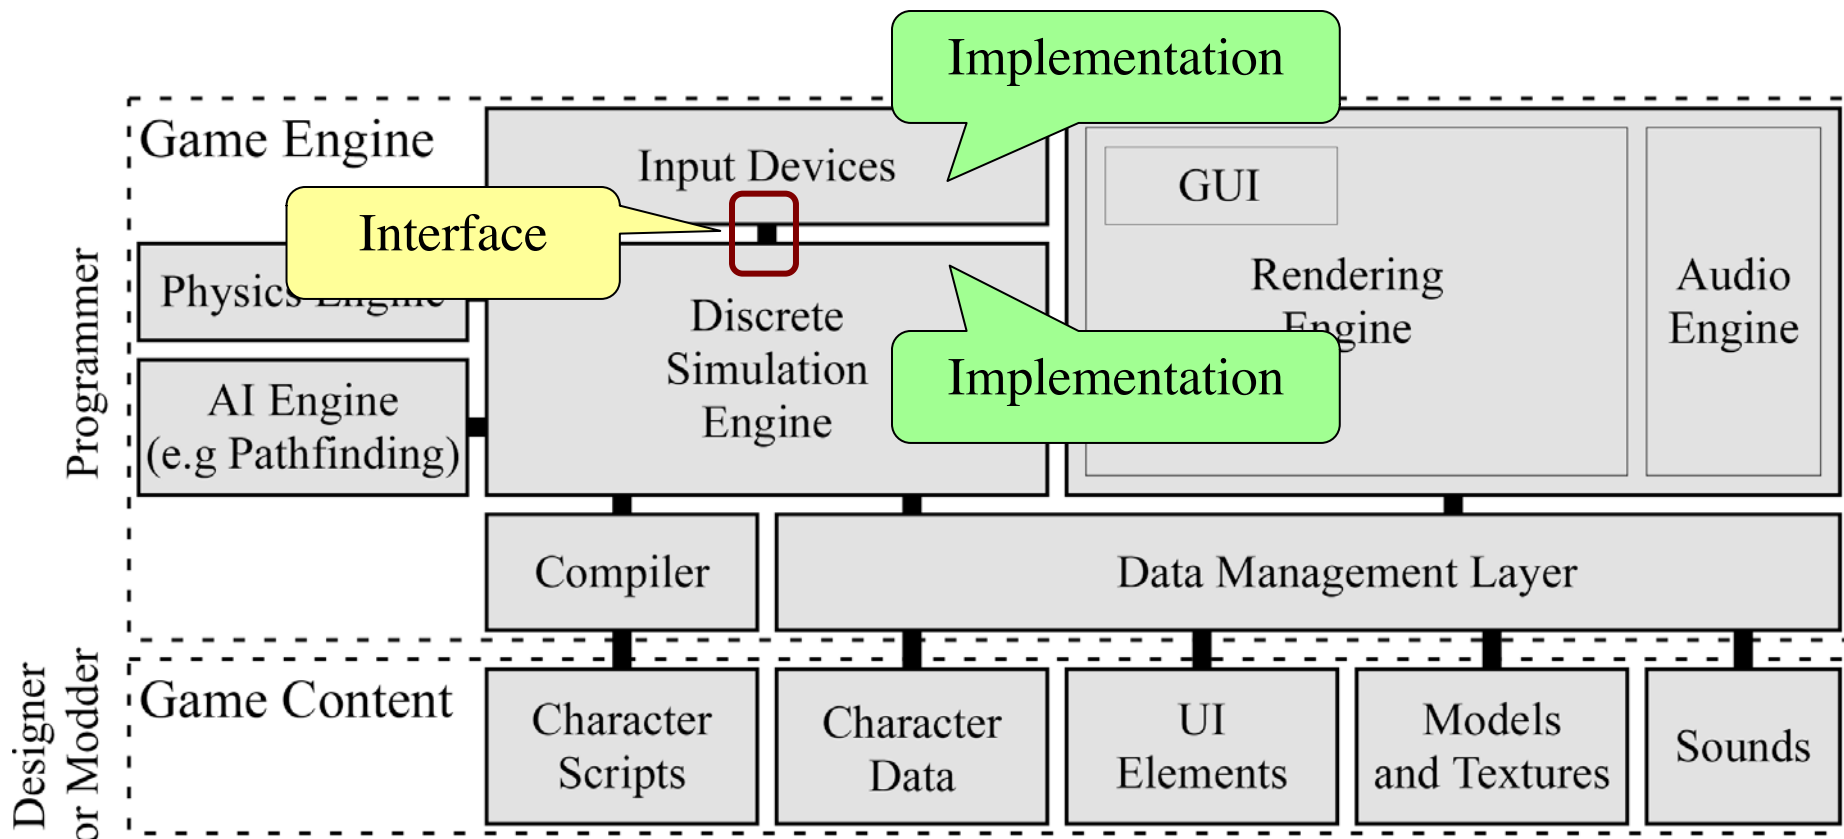 Implementation
Game Engine
Input Devices
GUI
Interface
Physics Engine
Rendering
Engine
Audio
Engine
Discrete
Simulation
Engine
Implementation
AI Engine
(e.g Pathfinding)
Programmer
Compiler
Data Management Layer
Game Content
Character
Scripts
Character
Data
UI
Elements
Models
and Textures
Sounds
Designer
or Modder